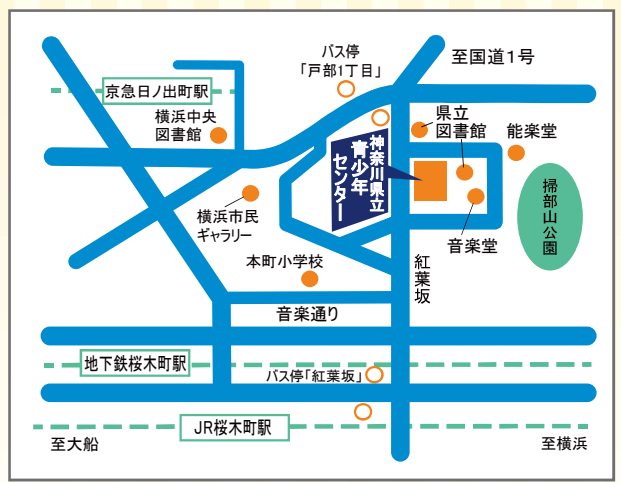 バス停
「戸部1丁目」
至国道1号
京急日ノ出町駅
横浜中央
図書館
県立
図書館
能楽堂
神奈川県立
青少年
センター
掃部山公園
横浜市民
ギャラリー
音楽堂
本町小学校
紅葉坂
音楽通り
地下鉄桜木町駅
バス停「紅葉坂」
JR桜木町駅
至大船
至横浜